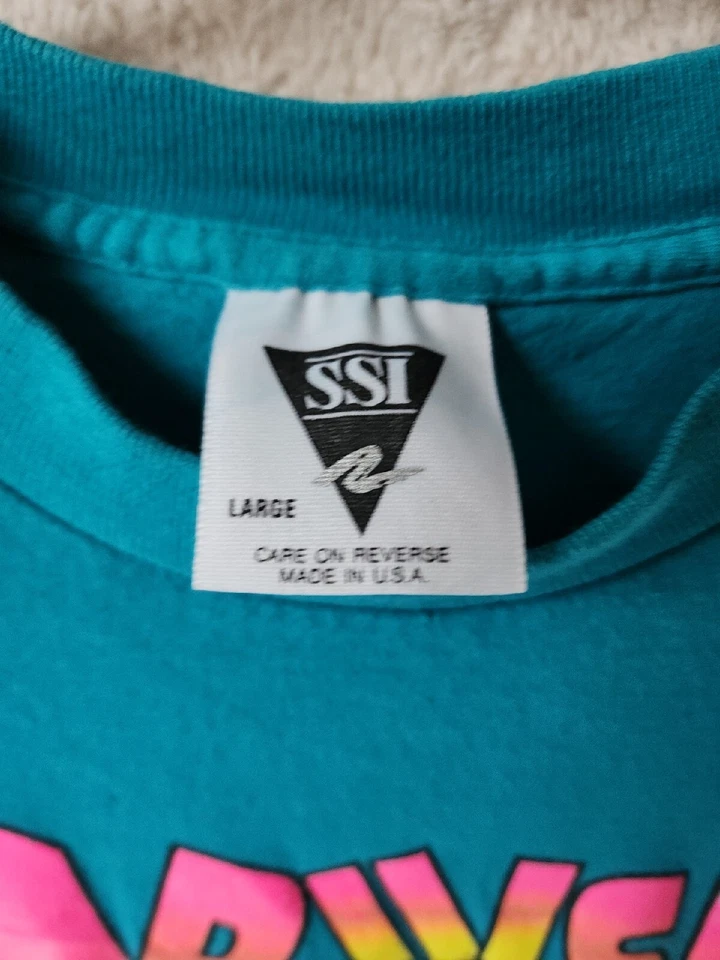 SSI
LARGE
CARE ON REVERSE
MADE IN U.S.A.